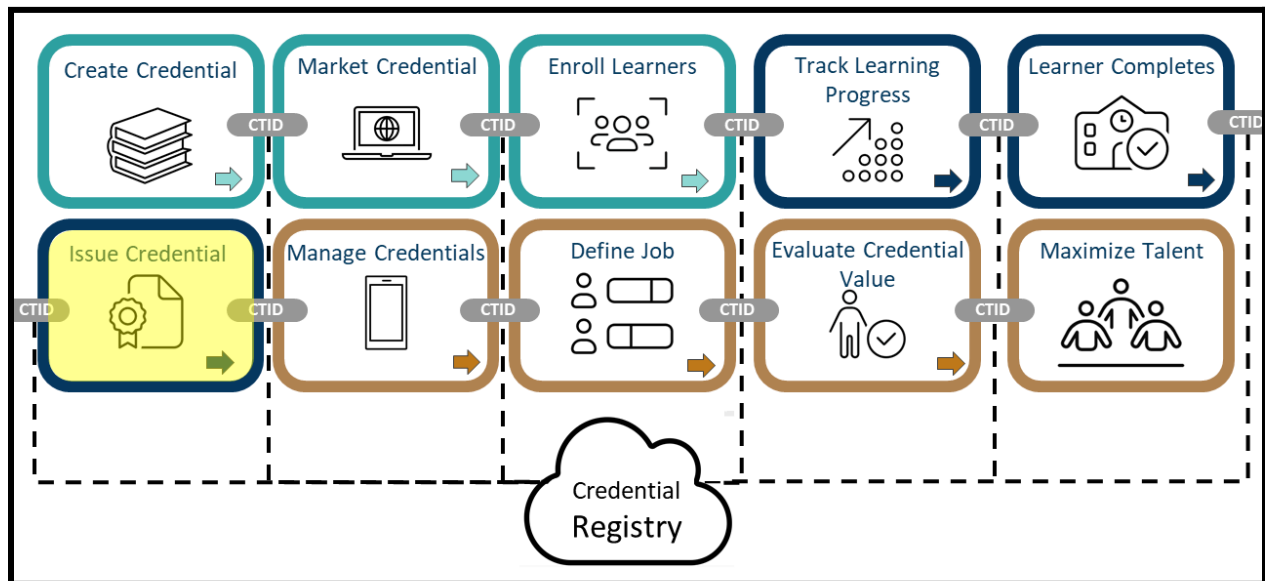 Create Credential
Market Credential
Enroll Learners
Track Learning
Progress
Learner Completes
CTID
CTID
CTID
CTID
CTID
Issue Credential
Manage Credentials
Define Job
Evaluate Credential
Value
Maximize Talent
CTID
CTID
CTID
CTID
CTID
Credential
Registry